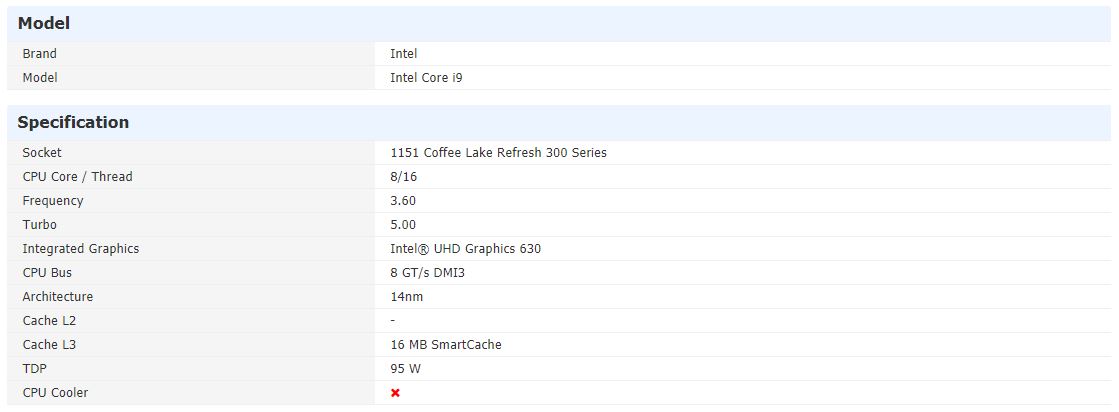 Model
Brand Intel
Model Intel Core i9
Specification
Socket 1151 Coffee Lake Refresh 300 Series
CPU Core / Thread 8/16
Frequency 3.60
Turbo 5.00
Integrated Graphics Intel® UHD Graphics 630
CPU Bus 8 GT/s DMI3
Architecture 14nm
Cache L2 -
Cache L3 16 MB SmartCache
TDP 95 W
CPU Cooler ✖